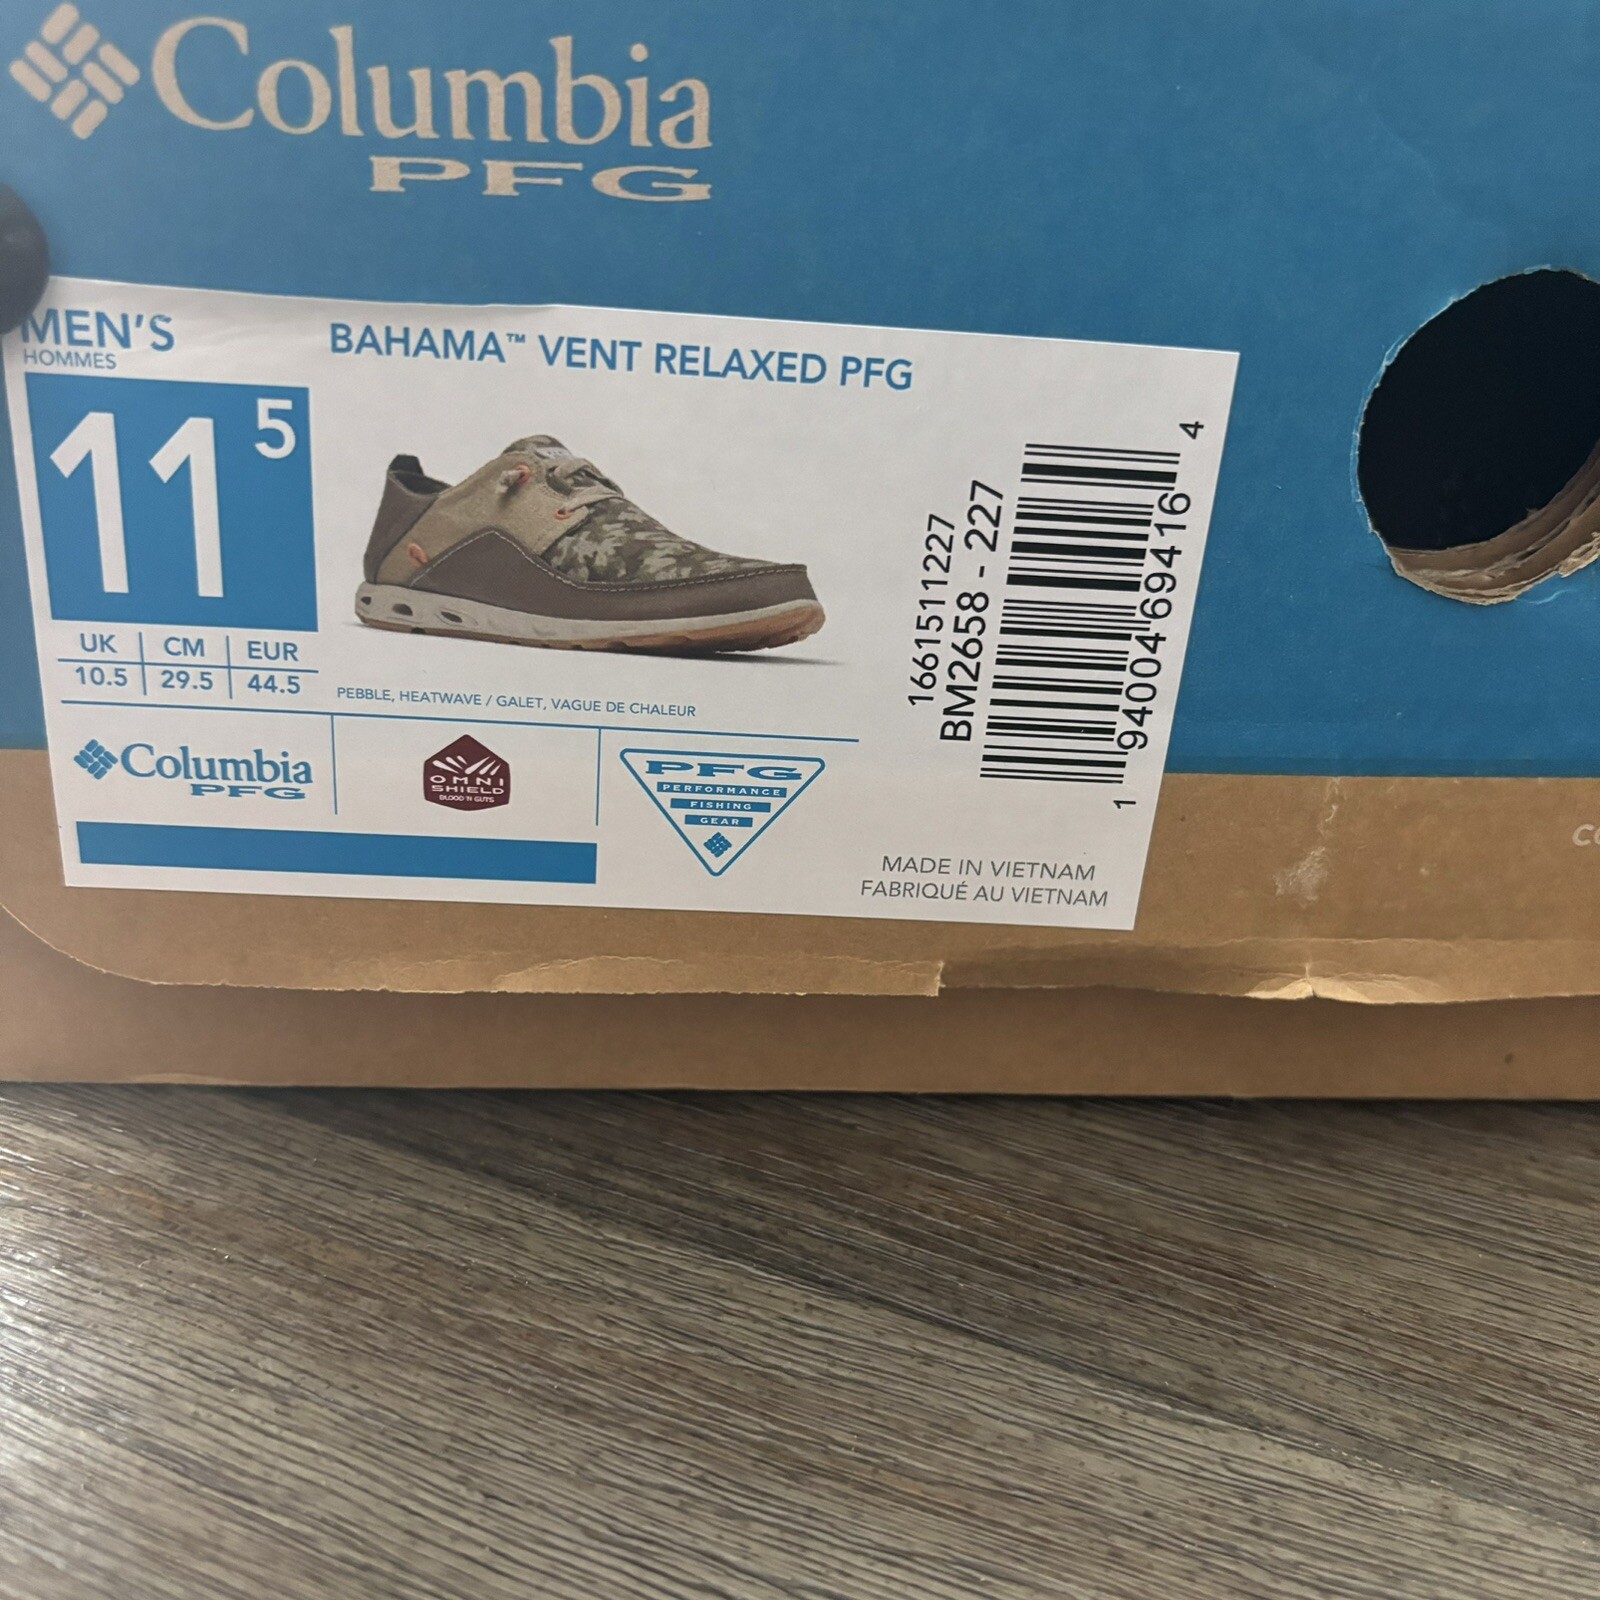 Columbia
PFG
MEN'S
HOMMES
11 5
UK CM EUR
10.5 29.5 44.5
BAHAMA™ VENT RELAXED PFG
PEBBLE, HEATWAVE / GALET, VAGUE DE CHALEUR
Columbia
PFG
OMNI
SHIELD
BLOOD 'N GUTS
PFG
PERFORMANCE
FISHING
GEAR
1661511227
BM2658 - 227
1 94004 69416 4
MADE IN VIETNAM
FABRIQUÉ AU VIETNAM